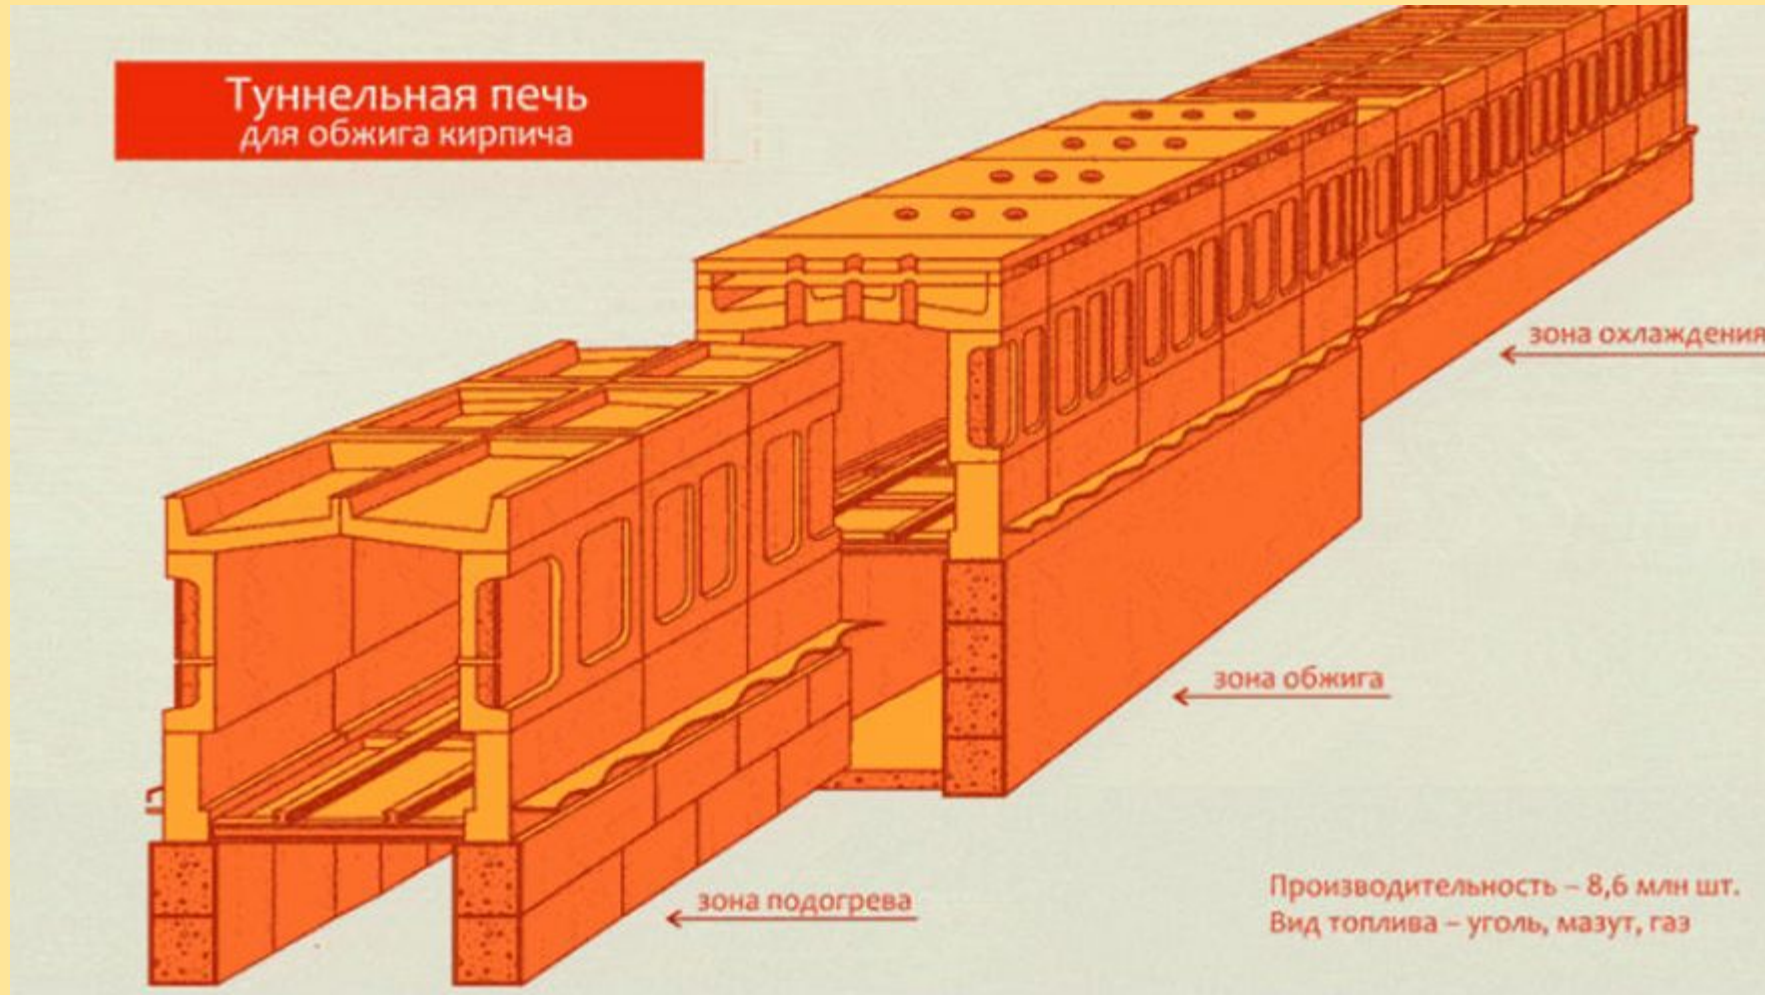 Туннельная печь
для обжига кирпича
зона охлаждения
зона обжига
зона подогрева
Производительность – 8,6 млн шт.
Вид топлива – уголь, мазут, газ